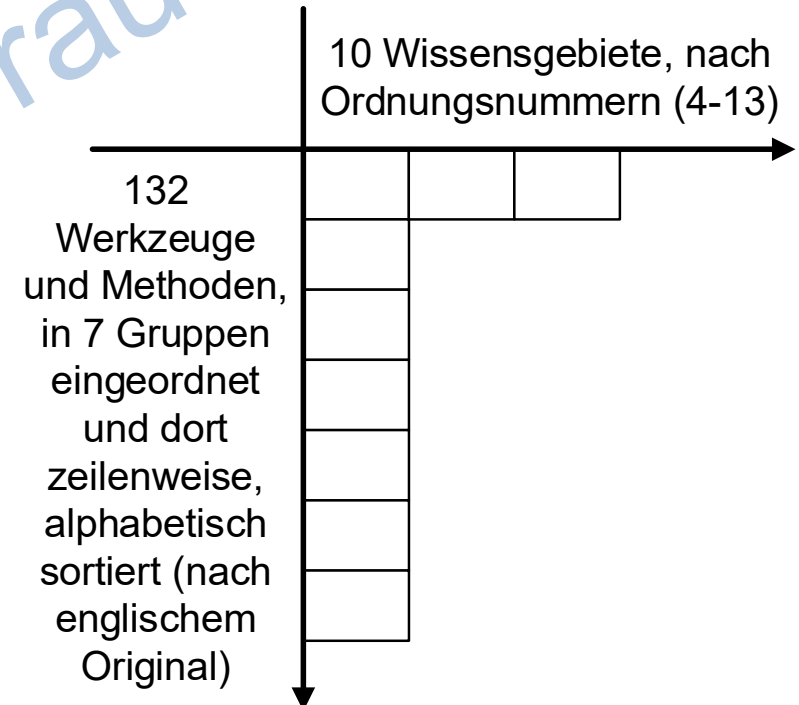 10 Wissensgebiete, nach
Ordnungsnummern (4-13)
132
Werkzeuge
und Methoden,
in 7 Gruppen
eingeordnet
und dort
zeilenweise,
alphabetisch
sortiert (nach
englischem
Original)